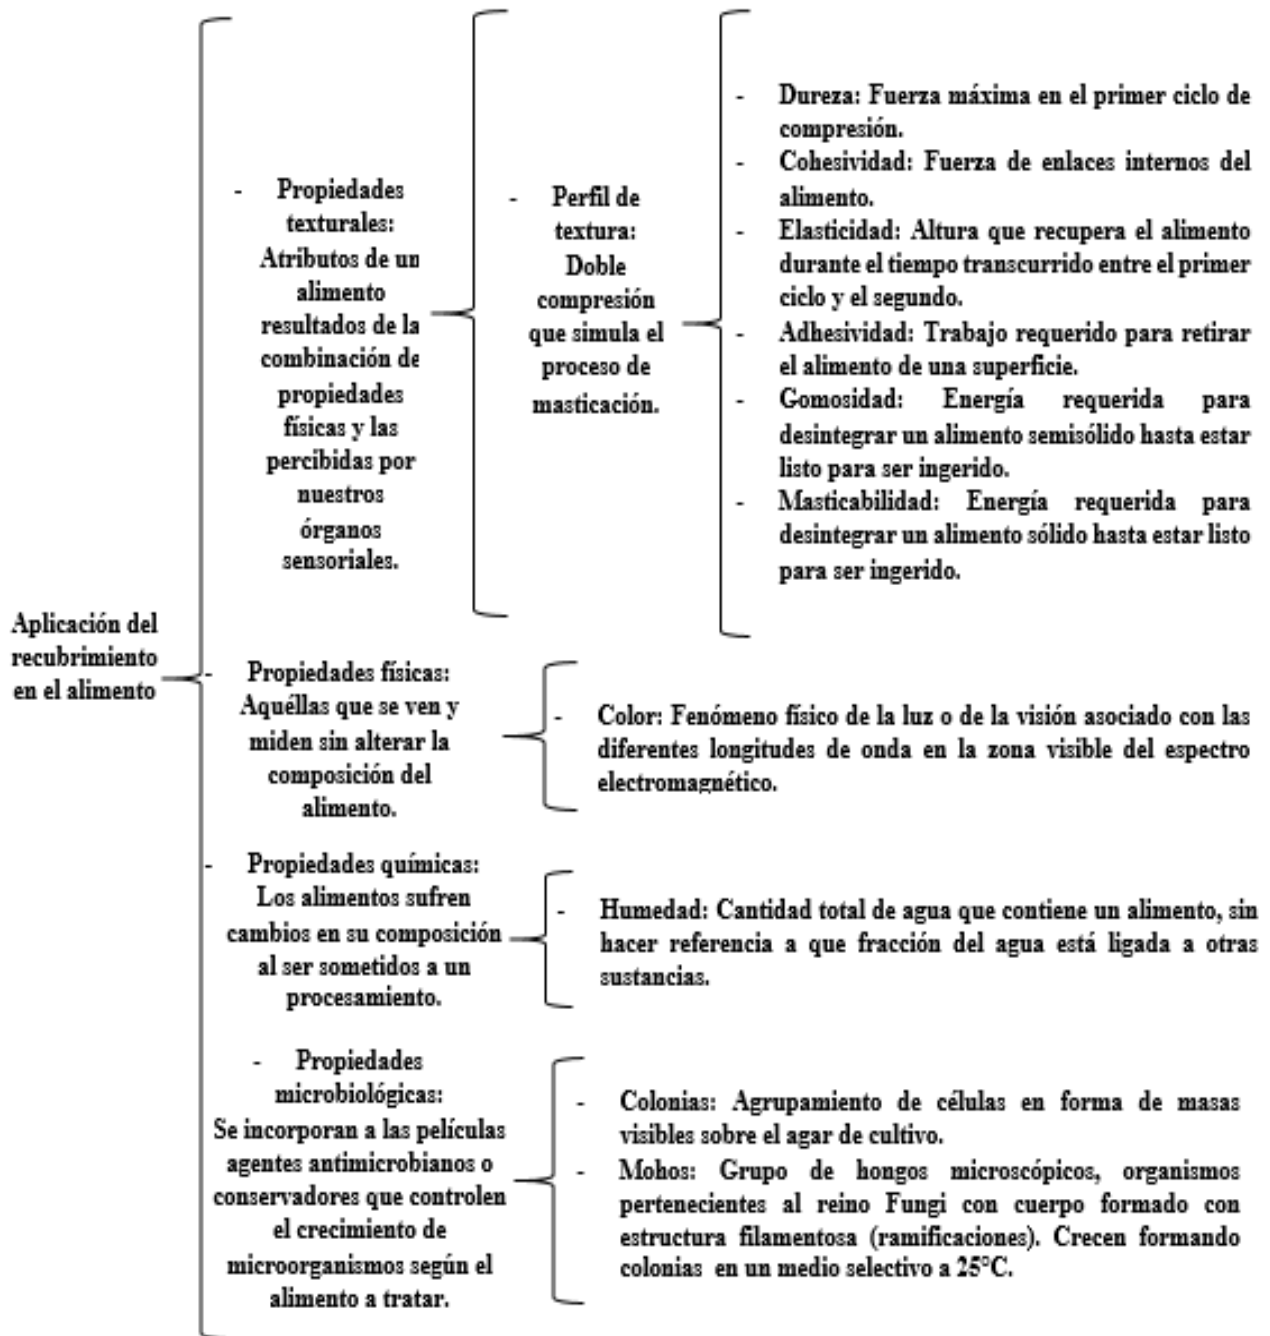 Aplicación del
recubrimiento
en el alimento
- Propiedades
texturales:
Atributos de un
alimento
resultados de la
combinación de
propiedades
físicas y las
percibidas por
nuestros
órganos
sensoriales.
- Perfil de
textura:
Doble
compresión
que simula el
proceso de
masticación.
- Dureza: Fuerza máxima en el primer ciclo de
compresión.
- Cohesividad: Fuerza de enlaces internos del
alimento.
- Elasticidad: Altura que recupera el alimento
durante el tiempo transcurrido entre el primer
ciclo y el segundo.
- Adhesividad: Trabajo requerido para retirar
el alimento de una superficie.
- Gomosidad: Energía requerida para
desintegrar un alimento semisólido hasta estar
listo para ser ingerido.
- Masticabilidad: Energía requerida para
desintegrar un alimento sólido hasta estar listo
para ser ingerido.
- Propiedades físicas:
Aquéllas que se ven y
miden sin alterar la
composición del
alimento.
- Color: Fenómeno físico de la luz o de la visión asociado con las
diferentes longitudes de onda en la zona visible del espectro
electromagnético.
- Propiedades químicas:
Los alimentos sufren
cambios en su composición
al ser sometidos a un
procesamiento.
- Humedad: Cantidad total de agua que contiene un alimento, sin
hacer referencia a que fracción del agua está ligada a otras
sustancias.
- Propiedades
microbiológicas:
Se incorporan a las películas
agentes antimicrobianos o
conservadores que controlen
el crecimiento de
microorganismos según el
alimento a tratar.
- Colonias: Agrupamiento de células en forma de masas
visibles sobre el agar de cultivo.
- Mohos: Grupo de hongos microscópicos, organismos
pertenecientes al reino Fungi con cuerpo formado con
estructura filamentosa (ramificaciones). Crecen formando
colonias en un medio selectivo a 25°C.